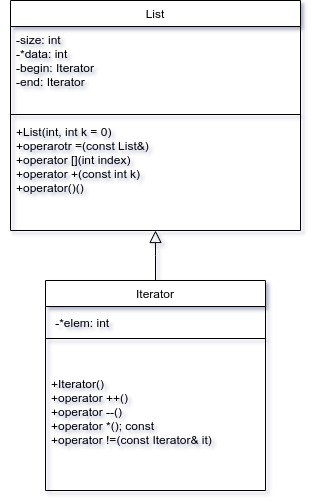 List
-size: int
-*data: int
-begin: Iterator
-end: Iterator
+List(int, int k = 0)
+operarotr =(const List&)
+operator [](int index)
+operator +(const int k)
+operator()()
Iterator
-*elem: int
+Iterator()
+operator ++()
+operator --()
+operator *(); const
+operator !=(const Iterator& it)